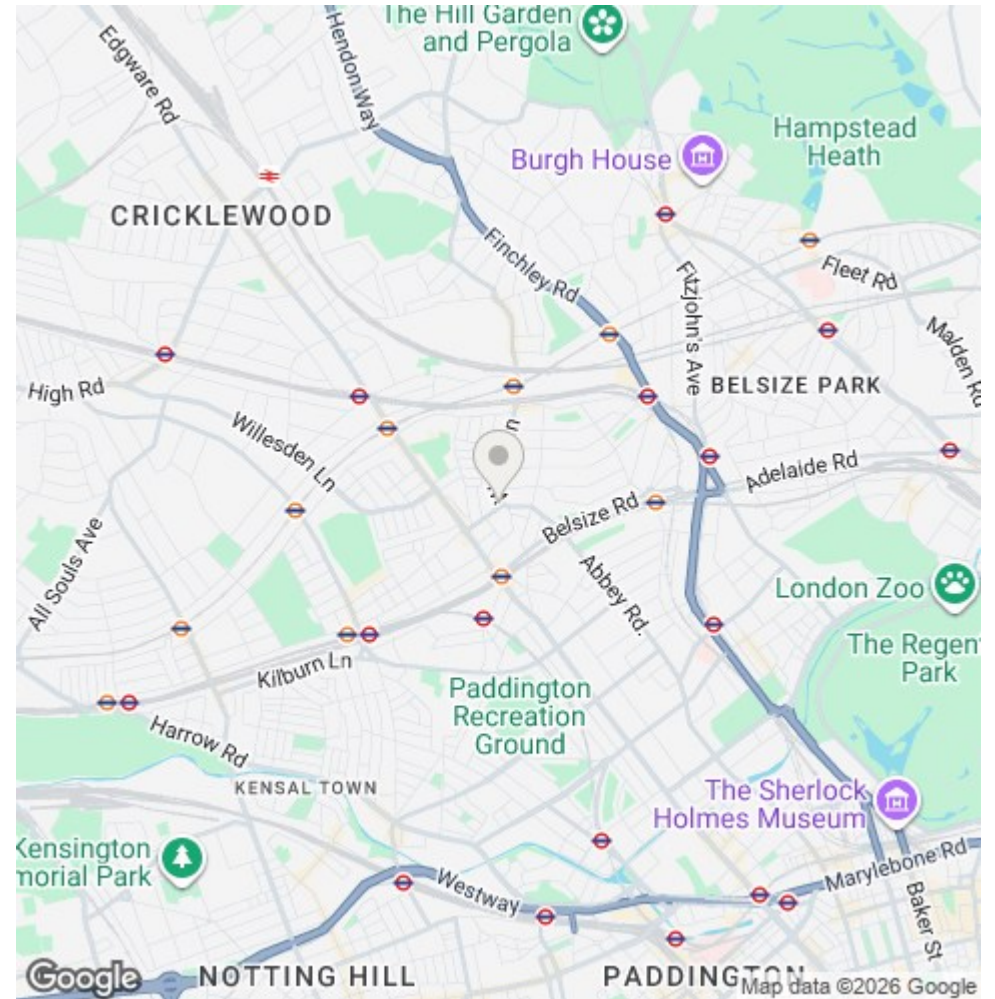 The Hill Garden
and Pergola
Edgware Rd
Hendon Way
Hampstead
Heath
Burgh House
CRICKLEWOOD
Finchley Rd
Fleet Rd
Fitzjohn's Ave
Malden Rd
High Rd
BELSIZE PARK
Willesden Ln
Adelaide Rd
Belsize Rd
All Souls Ave
Abbey Rd.
London Zoo
The Regent
Park
Kilburn Ln
Paddington
Recreation
Ground
Harrow Rd
KENSAL TOWN
The Sherlock
Holmes Museum
Kensington
morial Park
Marylebone Rd
Westway
Baker St
Google
NOTTING HILL
PADDINGTON
Map data ©2026 Google